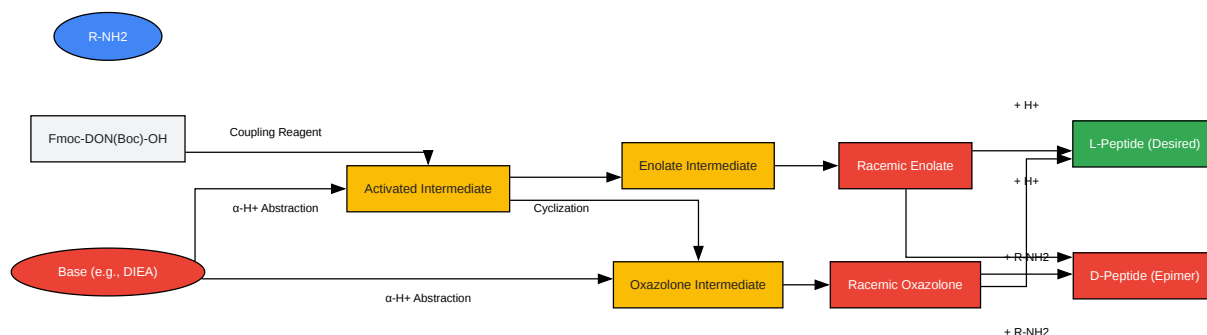 R-NH2
+ H+
Fmoc-DON(Boc)-OH
Coupling Reagent
L-Peptide (Desired)
Enolate Intermediate
Racemic Enolate
Activated Intermediate
+ H+
α-H+ Abstraction
Cyclization
+ R-NH2
Base (e.g., DIEA)
D-Peptide (Epimer)
Oxazolone Intermediate
Racemic Oxazolone
α-H+ Abstraction
+ R-NH2